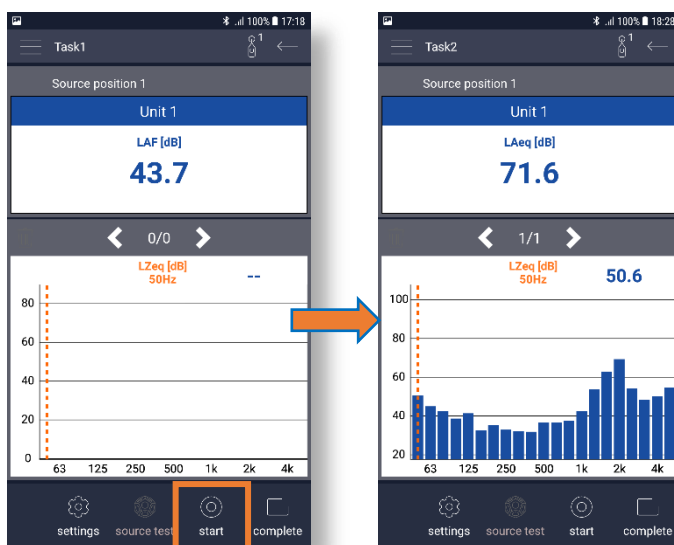 100% 17:18
Task1
1
Source position 1
Unit 1
LAF [dB]
43.7
0/0
LZeq [dB]
50Hz
--
80
60
40
20
0
63 125 250 500 1k 2k 4k
settings source test start complete
100% 18:28
Task2
1
Source position 1
Unit 1
LAeq [dB]
71.6
1/1
LZeq [dB]
50Hz
50.6
100
80
60
40
20
63 125 250 500 1k 2k 4k
settings source test start complete